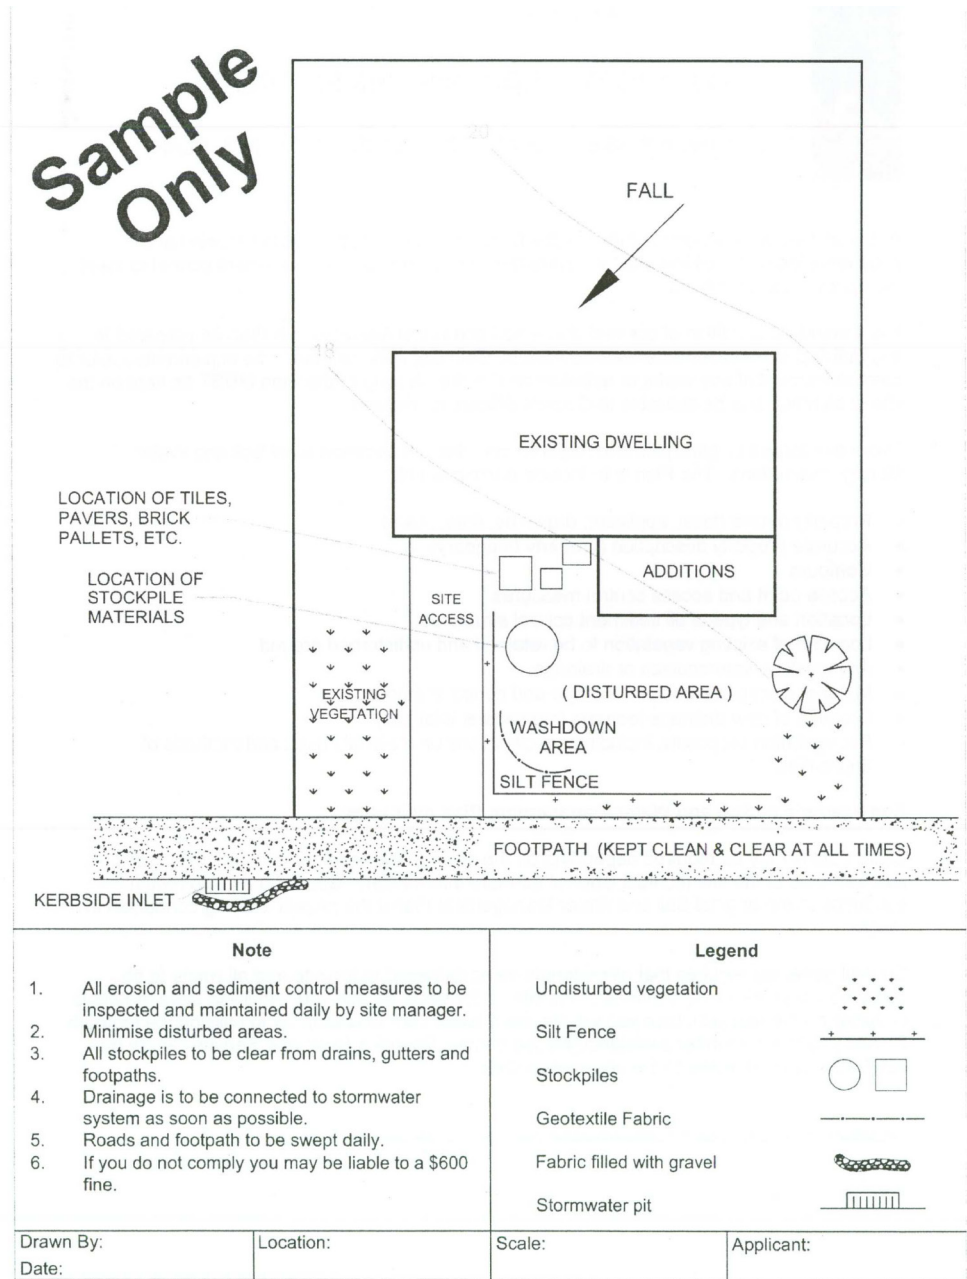 Sample
Only
30
FALL
18
EXISTING DWELLING
LOCATION OF TILES,
PAVERS, BRICK
PALLETS, ETC.
ADDITIONS
LOCATION OF
STOCKPILE
MATERIALS
SITE
ACCESS
EXISTING
VEGETATION
( DISTURBED AREA )
WASHDOWN
AREA
SILT FENCE
FOOTPATH (KEPT CLEAN & CLEAR AT ALL TIMES)
KERBSIDE INLET
Note
1. All erosion and sediment control measures to be
inspected and maintained daily by site manager.
2. Minimise disturbed areas.
3. All stockpiles to be clear from drains, gutters and
footpaths.
4. Drainage is to be connected to stormwater
system as soon as possible.
5. Roads and footpath to be swept daily.
6. If you do not comply you may be liable to a $600
fine.
Legend
Undisturbed vegetation
Silt Fence
Stockpiles
Geotextile Fabric
Fabric filled with gravel
Stormwater pit
Drawn By:
Date:
Location:
Scale:
Applicant: